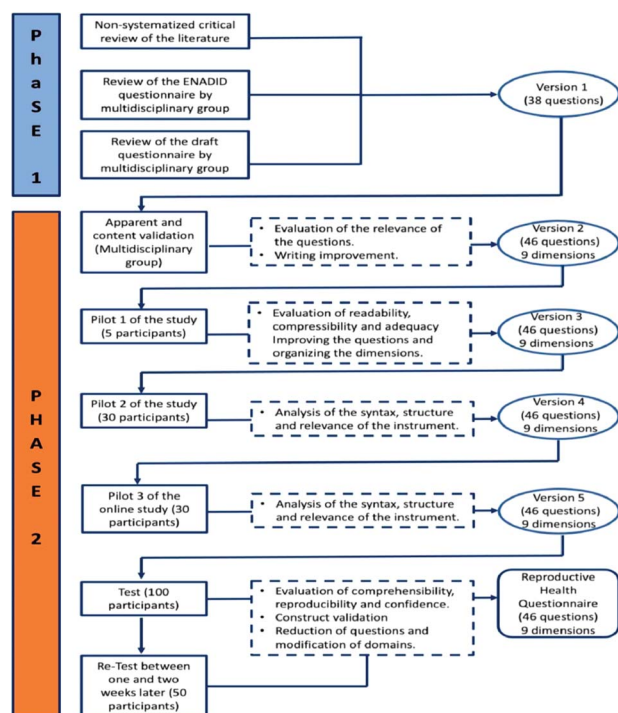 PhaSE 1
Non-systematized critical
review of the literature
Review of the ENADID
questionnaire by
multidisciplinary group
Review of the draft
questionnaire by
multidisciplinary group
Version 1
(38 questions)
PHASE 2
Apparent and
content validation
(Multidisciplinary
group)
• Evaluation of the relevance of
the questions.
• Writing improvement.
Version 2
(46 questions)
9 dimensions
Pilot 1 of the study
(5 participants)
• Evaluation of readability,
compressibility and adequacy
Improving the questions and
organizing the dimensions.
Version 3
(46 questions)
9 dimensions
Pilot 2 of the study
(30 participants)
• Analysis of the syntax, structure
and relevance of the instrument.
Version 4
(46 questions)
9 dimensions
Pilot 3 of the
online study (30
participants)
• Analysis of the syntax, structure
and relevance of the instrument.
Version 5
(46 questions)
9 dimensions
Test (100
participants)
• Evaluation of comprehensibility,
reproducibility and confidence.
• Construct validation
• Reduction of questions and
modification of domains.
Reproductive
Health
Questionnaire
(46 questions)
9 dimensions
Re-Test between
one and two
weeks later (50
participants)